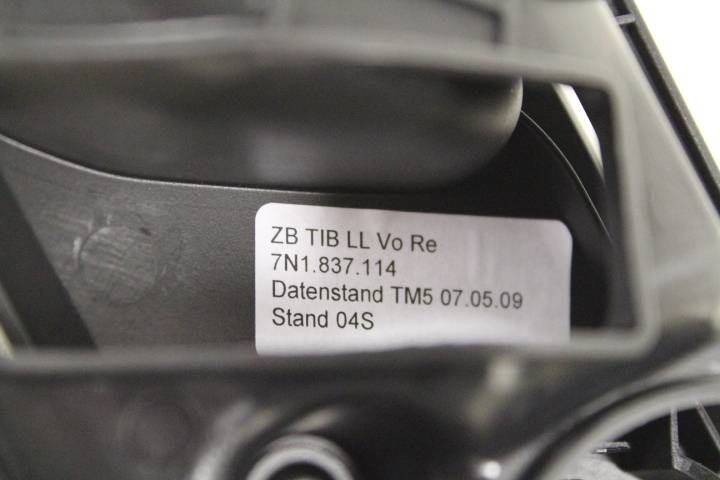 ZB TIB LL Vo Re
7N1.837.114
Datenstand TM5 07.05.09
Stand 04S